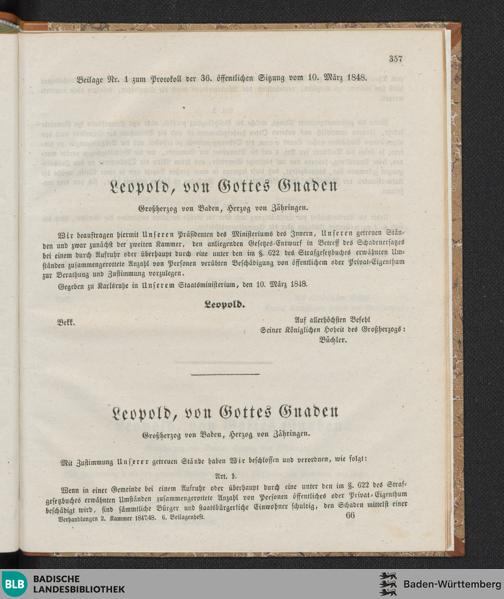 357
Beilage Nr. 1 zum Protokoll der 36. öffentlichen Sitzung vom 10. März 1848.
Leopold, von Gottes Gnaden
Großherzog von Baden, Herzog von Zähringen.
Wir beauftragen hiermit Unseren Präsidenten des Ministeriums des Innern, Unseren getreuen Stän-
den und zwar zunächst der zweiten Kammer, den anliegenden Gesetzes-Entwurf in Betreff des Schadenersatzes
bei einem durch Aufruhr oder überhaupt durch eine unter den im §. 622 des Strafgesetzbuches erwähnten Um-
ständen zusammengerottete Anzahl von Personen verübten Beschädigung von öffentlichem oder Privat-Eigenthum
zur Berathung und Zustimmung vorzulegen.
Gegeben zu Karlsruhe in Unserem Staatsministerium, den 10. März 1848.
Leopold.
Bekk.
Auf allerhöchsten Befehl
Seiner Königlichen Hoheit des Großherzogs:
Büchler.
Leopold, von Gottes Gnaden
Großherzog von Baden, Herzog von Zähringen.
Mit Zustimmung Unserer getreuen Stände haben Wir beschlossen und verordnen, wie folgt:
Art. 1.
Wenn in einer Gemeinde bei einem Aufruhr oder überhaupt durch eine unter den im §. 622 des Straf-
gesetzbuches erwähnten Umständen zusammengerottete Anzahl von Personen öffentliches oder Privat-Eigenthum
beschädigt wird, sind sämmtliche Bürger und staatsbürgerliche Einwohner schuldig, den Schaden mittelst einer
Verhandlungen 2. Kammer 1847/48. 6. Beilagenheft.
66
BLB
BADISCHE
LANDESBIBLIOTHEK
Baden-Württemberg